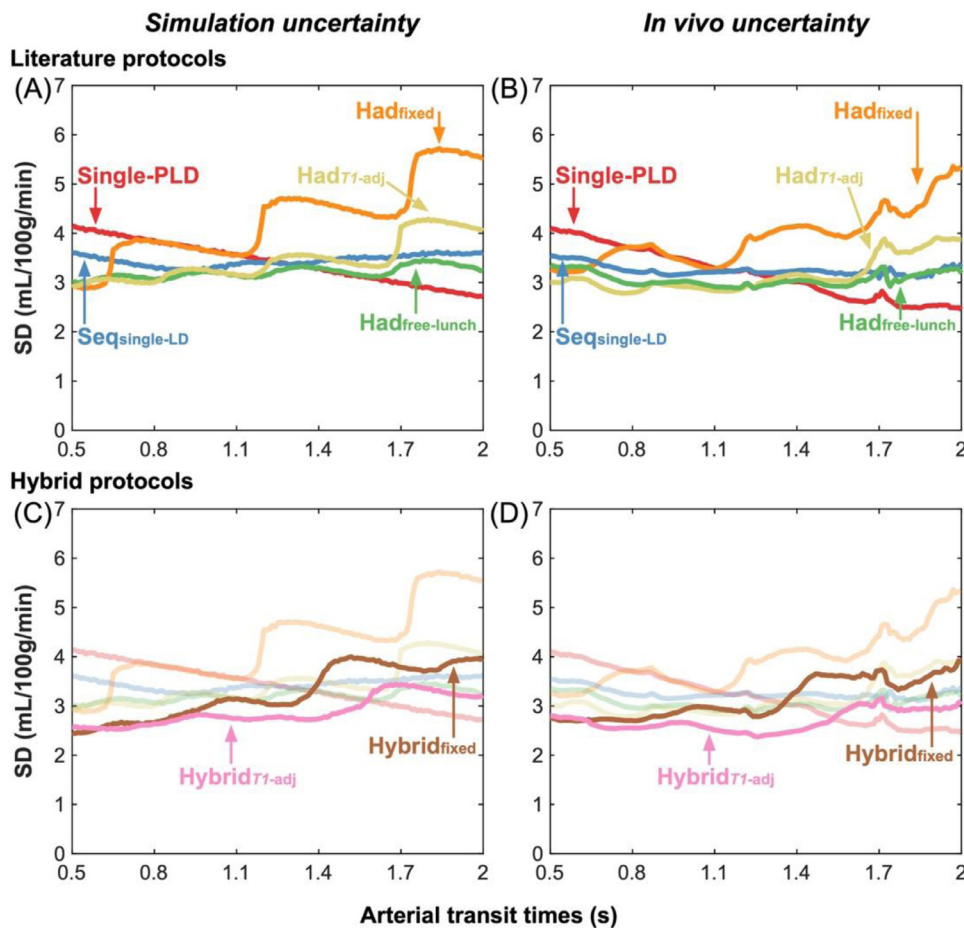 Simulation uncertainty
In vivo uncertainty
Literature protocols
(A)
7
6
5
4
3
2
1
0
SD (mL/100g/min)
Hadfixed
Single-PLD
HadT1-adj
Seqsingle-LD
Hadfree-lunch
0.5 0.8 1.1 1.4 1.7 2
(B)
7
6
5
4
3
2
1
0
Hadfixed
Single-PLD
HadT1-adj
Seqsingle-LD
Hadfree-lunch
0.5 0.8 1.1 1.4 1.7 2
Hybrid protocols
(C)
7
6
5
4
3
2
1
0
SD (mL/100g/min)
Hybridfixed
HybridT1-adj
0.5 0.8 1.1 1.4 1.7 2
(D)
7
6
5
4
3
2
1
0
Hybridfixed
HybridT1-adj
0.5 0.8 1.1 1.4 1.7 2
Arterial transit times (s)